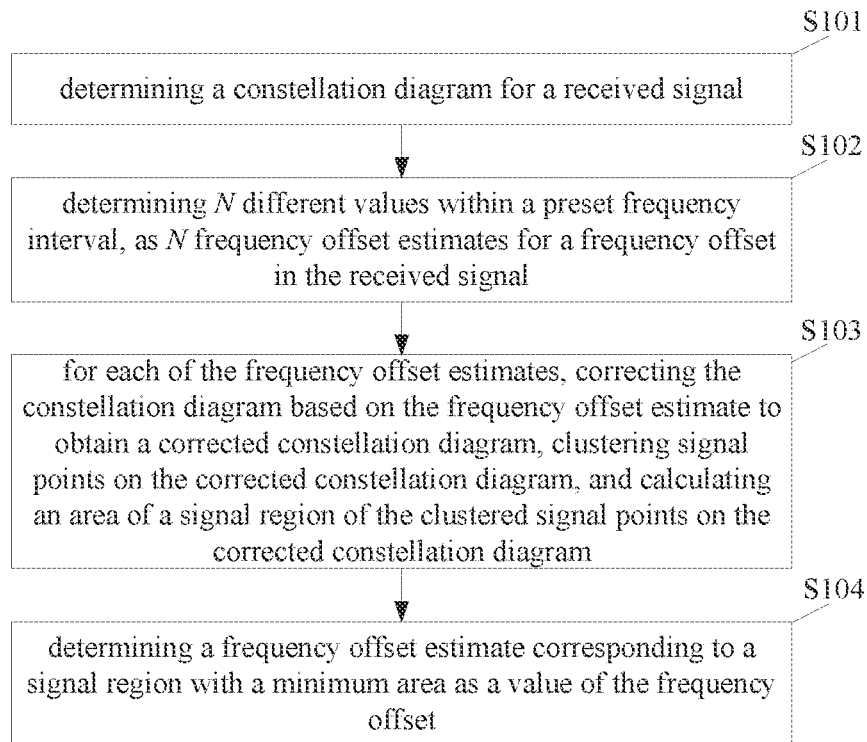 S101
determining a constellation diagram for a received signal
S102
determining N different values within a preset frequency
interval, as N frequency offset estimates for a frequency offset
in the received signal
S103
for each of the frequency offset estimates, correcting the
constellation diagram based on the frequency offset estimate to
obtain a corrected constellation diagram, clustering signal
points on the corrected constellation diagram, and calculating
an area of a signal region of the clustered signal points on the
corrected constellation diagram
S104
determining a frequency offset estimate corresponding to a
signal region with a minimum area as a value of the frequency
offset